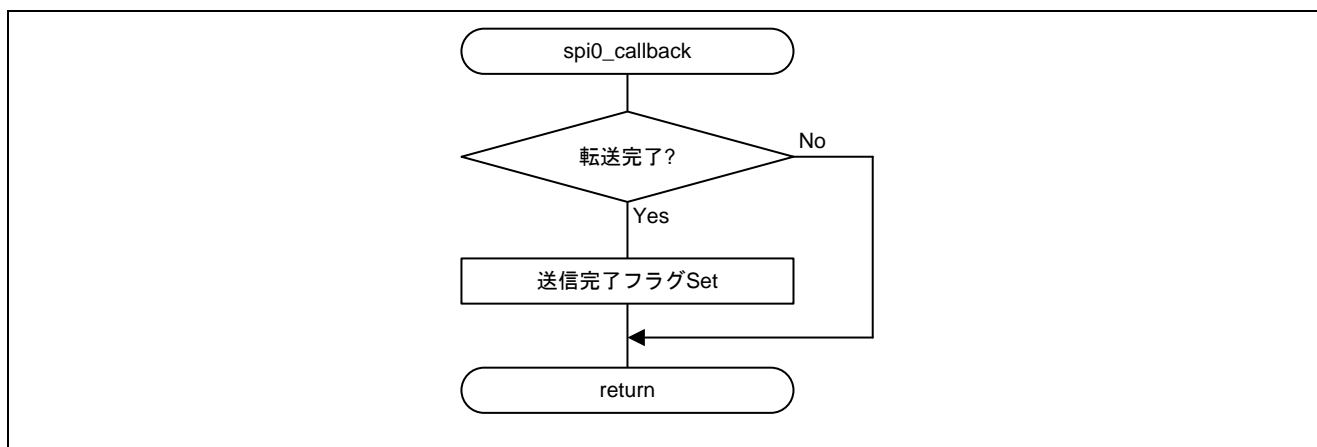 spi0_callback
転送完了?
No
Yes
送信完了フラグSet
return